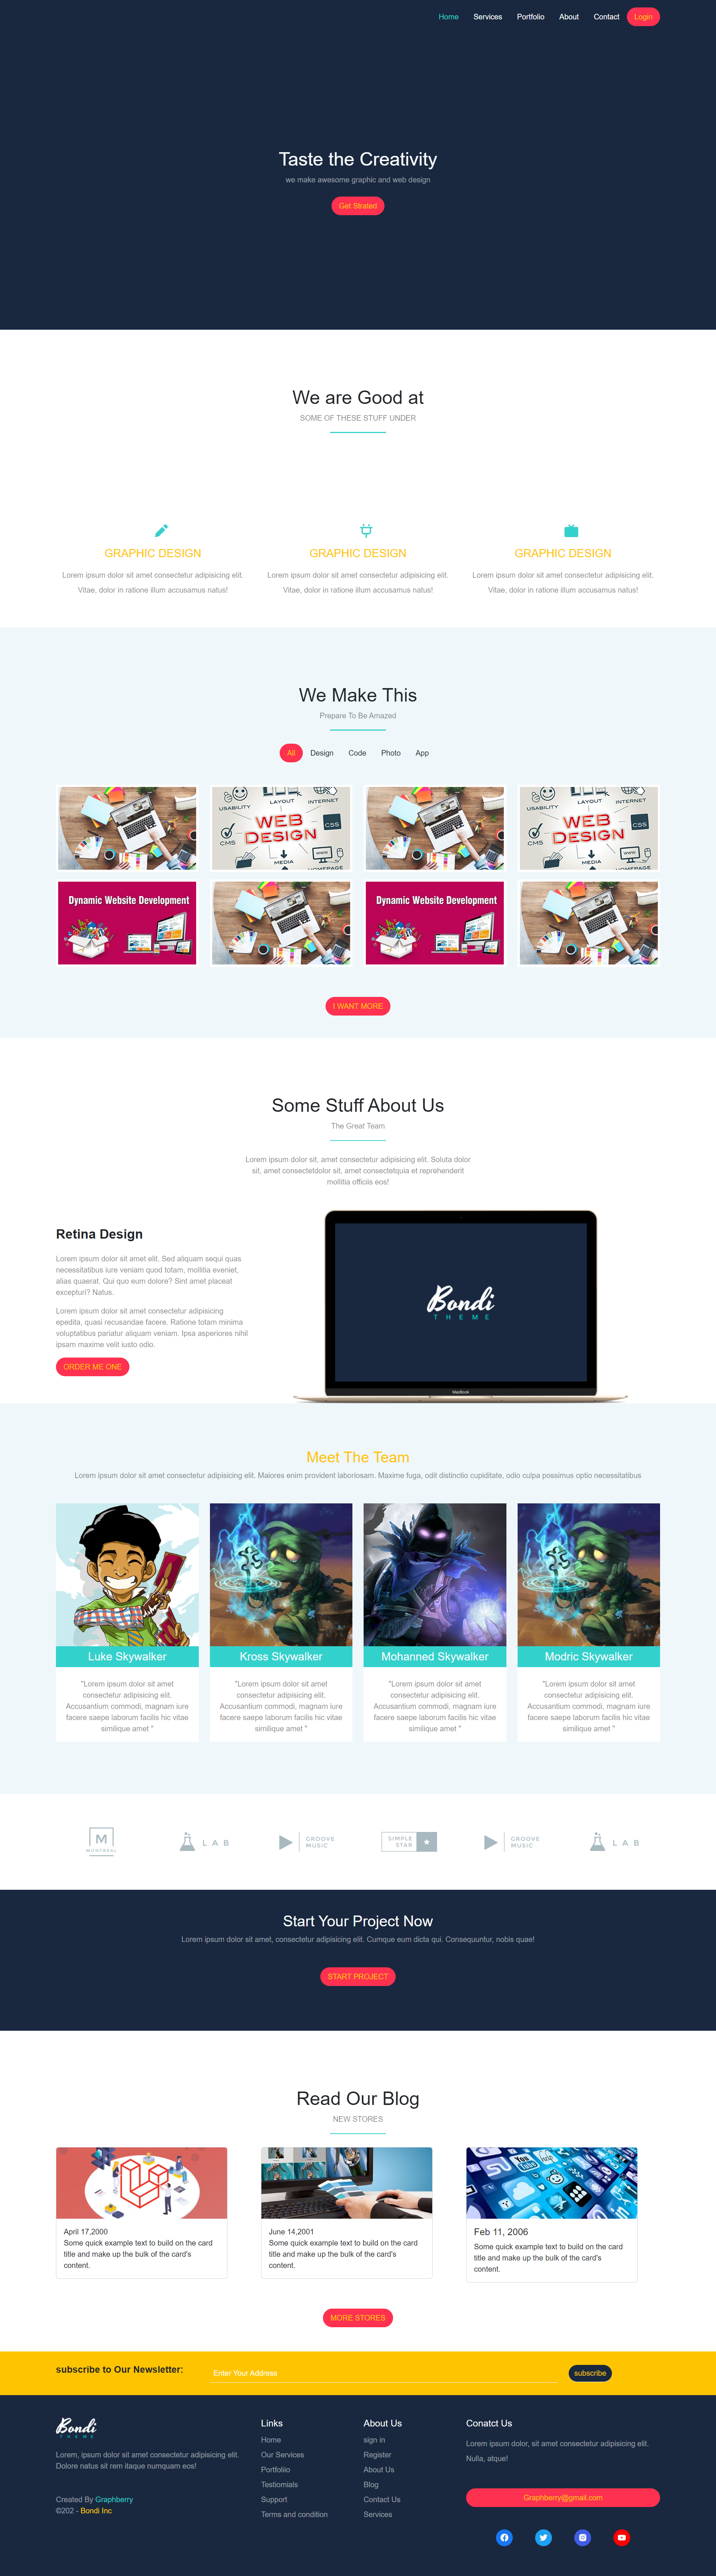 Home Services Portfolio About Contact Login
Taste the Creativity
we make awesome graphic and web design
Get Strated
We are Good at
SOME OF THESE STUFF UNDER
GRAPHIC DESIGN
Lorem ipsum dolor sit amet consectetur adipisicing elit.
Vitae, dolor in ratione illum accusamus natus!
GRAPHIC DESIGN
Lorem ipsum dolor sit amet consectetur adipisicing elit.
Vitae, dolor in ratione illum accusamus natus!
GRAPHIC DESIGN
Lorem ipsum dolor sit amet consectetur adipisicing elit.
Vitae, dolor in ratione illum accusamus natus!
We Make This
Prepare To Be Amazed
All Design Code Photo App
LAYOUT
INTERNET
USABILITY
WEB
DESIGN
CSS
CMS
WWW
MEDIA
HOMEPAGE
LAYOUT
INTERNET
USABILITY
WEB
DESIGN
CSS
CMS
WWW
MEDIA
HOMEPAGE
Dynamic Website Development
Dynamic Website Development
I WANT MORE
Some Stuff About Us
The Great Team
Lorem ipsum dolor sit, amet consectetur adipisicing elit. Soluta dolor
sit, amet consectetdolor sit, amet consectetquia et reprehenderit
mollitia officiis eos!
Retina Design
Lorem ipsum dolor sit amet elit. Sed aliquam sequi quas
necessitatibus iure veniam quod totam, mollitia eveniet,
alias quaerat. Qui quo eum dolore? Sint amet placeat
excepturi? Natus.
Lorem ipsum dolor sit amet consectetur adipisicing
epedita, quasi recusandae facere. Ratione totam minima
voluptatibus pariatur aliquam veniam. Ipsa asperiores nihil
ipsam maxime velit iusto odio.
ORDER ME ONE
Bondi
THEME
MacBook
Meet The Team
Lorem ipsum dolor sit amet consectetur adipisicing elit. Maiores enim provident laboriosam. Maxime fuga, odit distinctio cupiditate, odio culpa possimus optio necessitatibus
Luke Skywalker
"Lorem ipsum dolor sit amet
consectetur adipisicing elit.
Accusantium commodi, magnam iure
facere saepe laborum facilis hic vitae
similique amet "
Kross Skywalker
"Lorem ipsum dolor sit amet
consectetur adipisicing elit.
Accusantium commodi, magnam iure
facere saepe laborum facilis hic vitae
similique amet "
Mohanned Skywalker
"Lorem ipsum dolor sit amet
consectetur adipisicing elit.
Accusantium commodi, magnam iure
facere saepe laborum facilis hic vitae
similique amet "
Modric Skywalker
"Lorem ipsum dolor sit amet
consectetur adipisicing elit.
Accusantium commodi, magnam iure
facere saepe laborum facilis hic vitae
similique amet "
M
MONTREAL
LAB
GROOVE
MUSIC
SIMPLE
STAR
GROOVE
MUSIC
LAB
Start Your Project Now
Lorem ipsum dolor sit amet, consectetur adipisicing elit. Cumque eum dicta qui. Consequuntur, nobis quae!
START PROJECT
Read Our Blog
NEW STORES
April 17,2000
Some quick example text to build on the card
title and make up the bulk of the card's
content.
June 14,2001
Some quick example text to build on the card
title and make up the bulk of the card's
content.
Feb 11, 2006
Some quick example text to build on the card
title and make up the bulk of the card's
content.
MORE STORES
subscribe to Our Newsletter:
Enter Your Address
subscribe
Bondi
THEME
Lorem, ipsum dolor sit amet consectetur adipisicing elit.
Dolore natus sit rem itaque numquam eos!
Created By Graphberry
©202 - Bondi Inc
Links
Home
Our Services
Portfoliio
Testiomials
Support
Terms and condition
About Us
sign in
Register
About Us
Blog
Contact Us
Services
Conatct Us
Lorem ipsum dolor, sit amet consectetur adipisicing elit.
Nulla, atque!
Graphberry@gmail.com